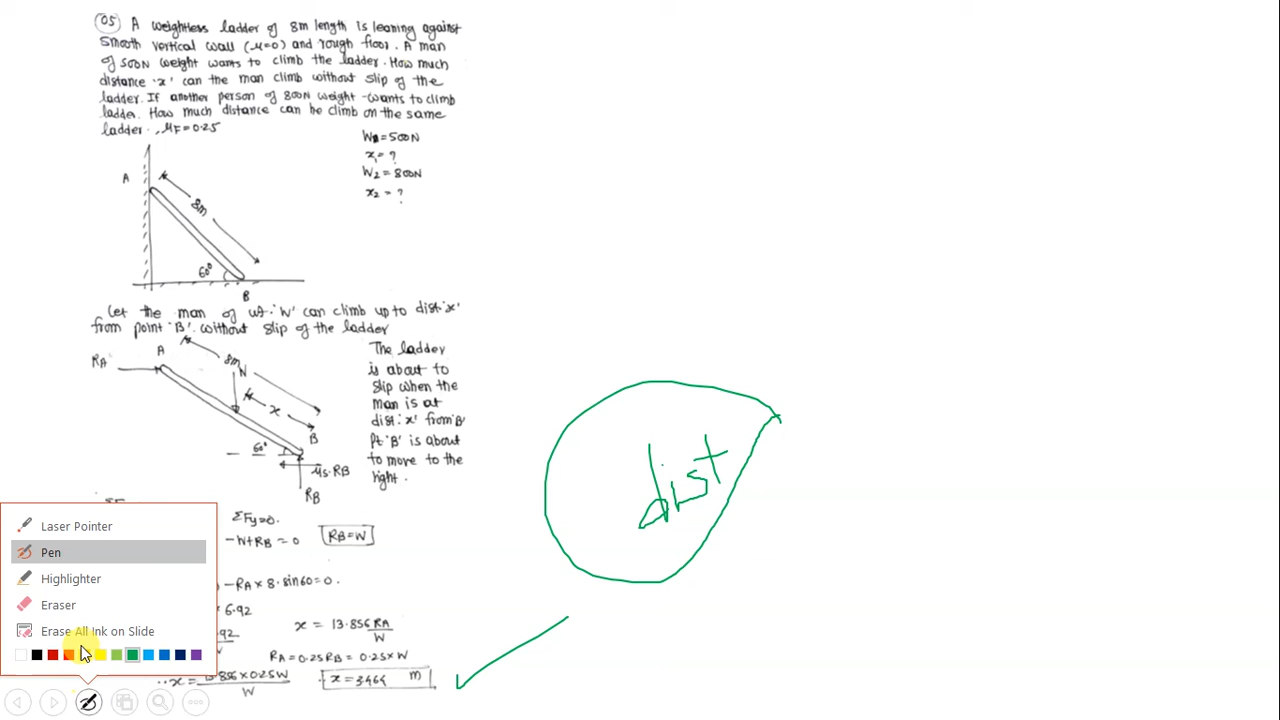 05 A weightless ladder of 8m length is leaning against
smooth vertical wall (μ=0) and rough floor. A man
of 500N weight wants to climb the ladder. How much
distance 'x' can the man climb without slip of the
ladder. If another person of 800N weight wants to climb
ladder. How much distance can he climb on the same
ladder. μF=0.25
W1=500N
x1=?
W2=800N
x2=?
A
8m
60°
B
Let the man of wt: 'W' can climb up to dist: 'x'
from point 'B' without slip of the ladder
RA
A
8m
W
x
B
60°
μs.RB
RB
The ladder
is about to
slip when the
man is at
dist: 'x' from B
Pt 'B' is about
to move to the
right.
dist
ΣFy=0.
-W+RB=0
RB=W
-RA×8.sin60=0.
6.92
x = 13.856 RA
W
RA=0.25RB=0.25×W
∴x=
856×0.25W
W
x=3.464 m
Laser Pointer
Pen
Highlighter
Eraser
Erase All Ink on Slide